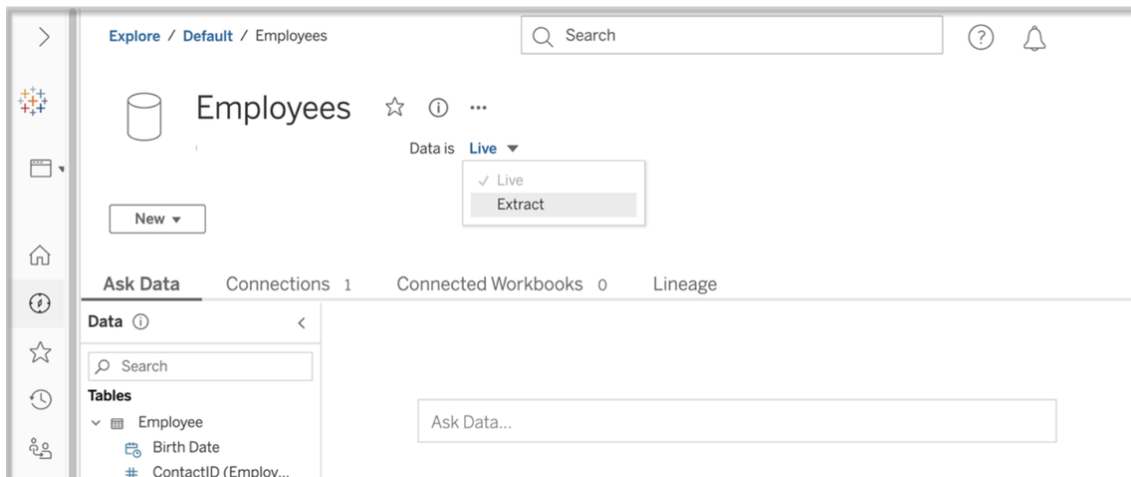 Explore / Default / Employees
Search
?
Employees
Data is Live
Live
Extract
New
Ask Data
Connections 1
Connected Workbooks 0
Lineage
Data
Search
Tables
Employee
Birth Date
# ContactID (Employ...
Ask Data...